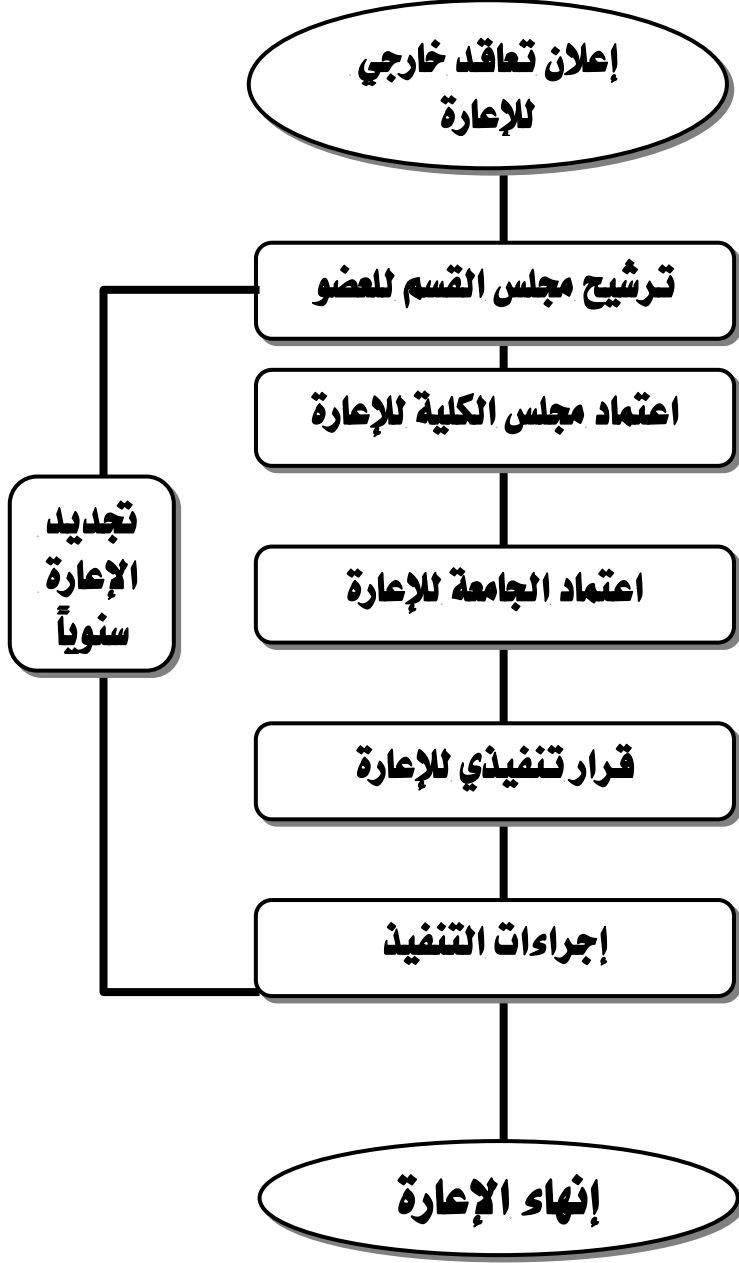 إعلان تعاقد خارجي
للإعارة
ترشيح مجلس القسم للعضو
اعتماد مجلس الكلية للإعارة
تجديد
الإعارة
سنوياً
اعتماد الجامعة للإعارة
قرار تنفيذي للإعارة
إجراءات التنفيذ
إنهاء الإعارة